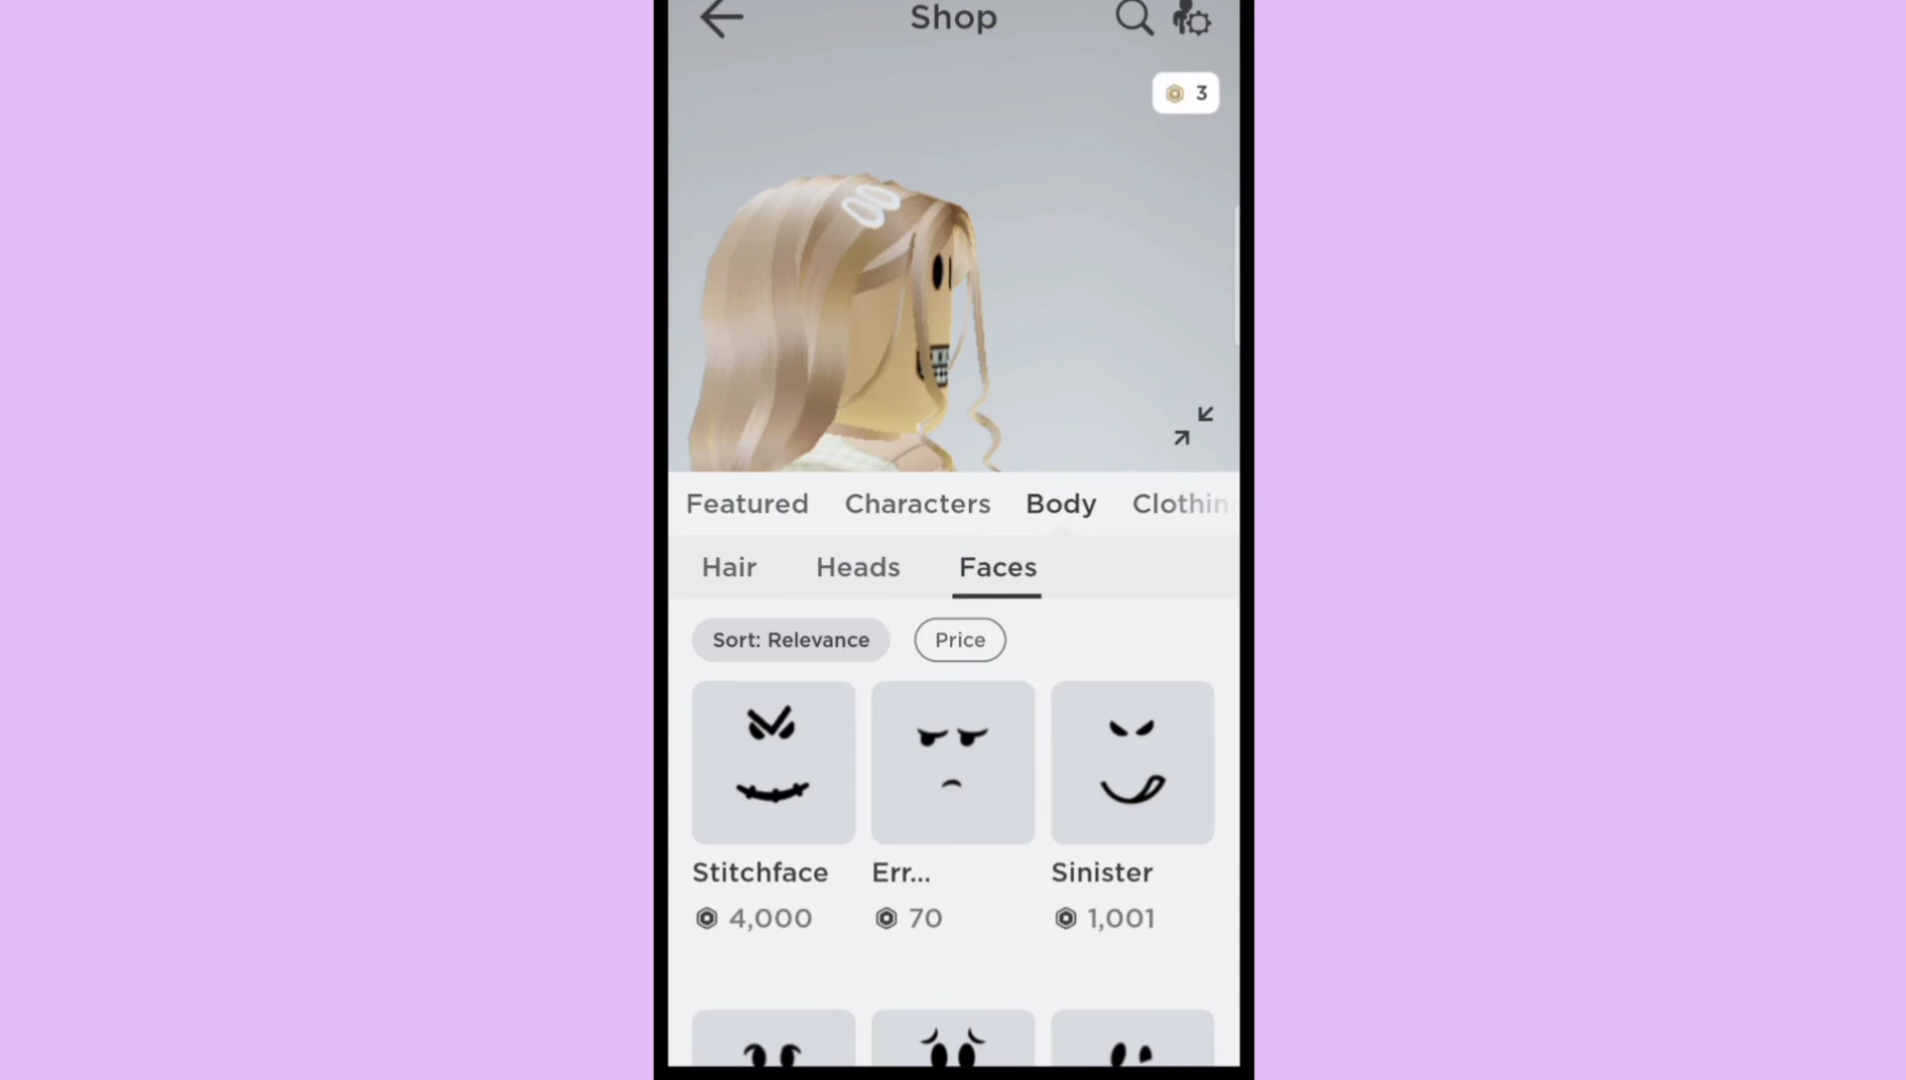 Shop
3
Featured Characters Body Clothin
Hair Heads Faces
Sort: Relevance Price
Stitchface Err... Sinister
4,000 70 1,001